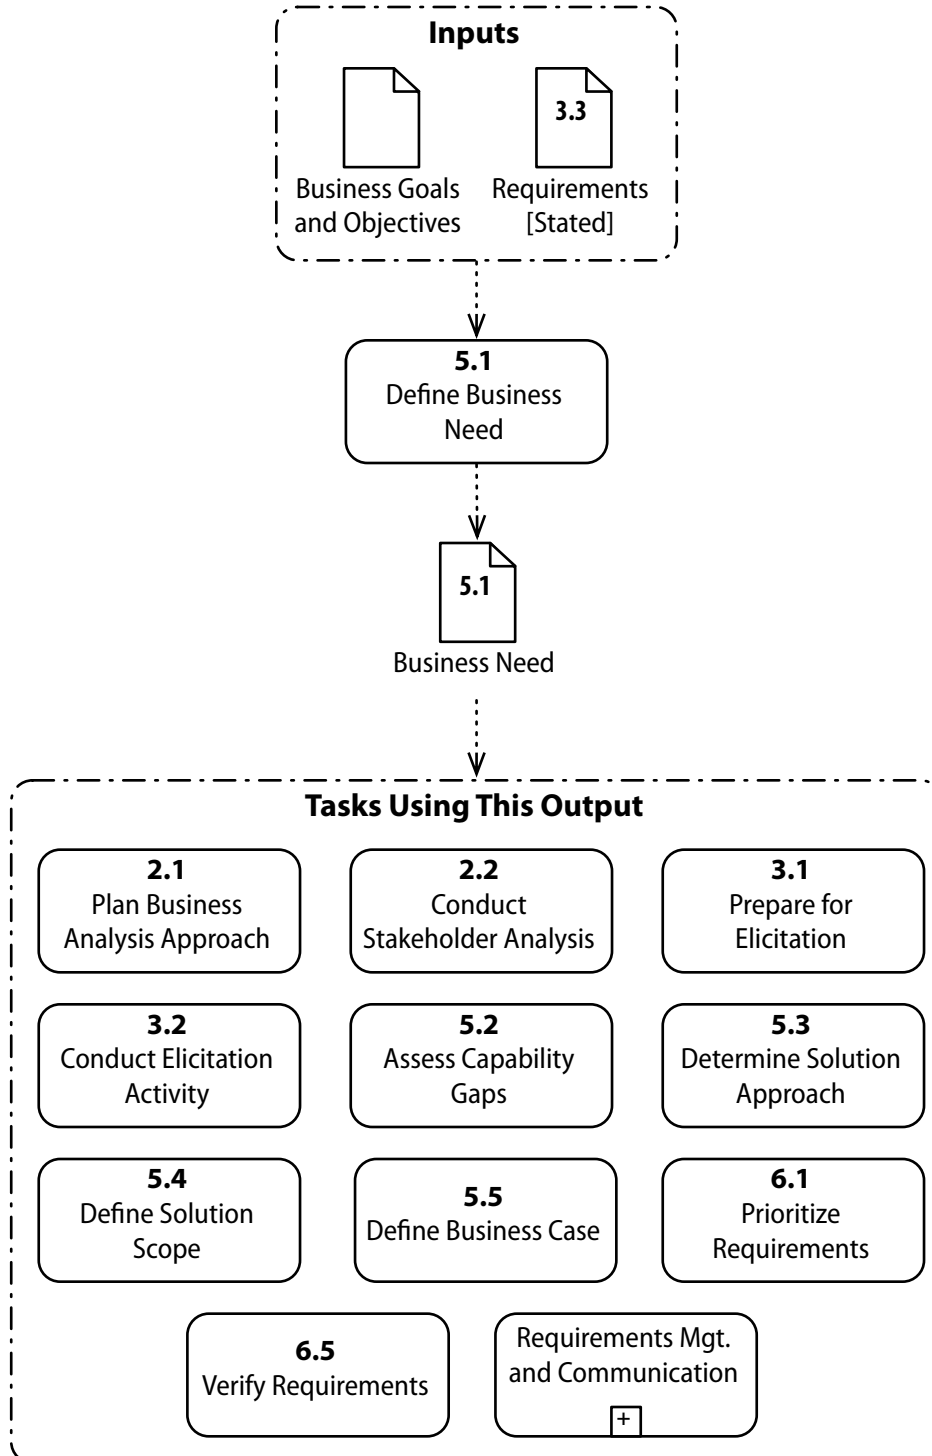 Inputs
3.3
Business Goals
and Objectives
Requirements
[Stated]
5.1
Define Business
Need
5.1
Business Need
Tasks Using This Output
2.1
Plan Business
Analysis Approach
2.2
Conduct
Stakeholder Analysis
3.1
Prepare for
Elicitation
3.2
Conduct Elicitation
Activity
5.2
Assess Capability
Gaps
5.3
Determine Solution
Approach
5.4
Define Solution
Scope
5.5
Define Business Case
6.1
Prioritize
Requirements
6.5
Verify Requirements
Requirements Mgt.
and Communication
+